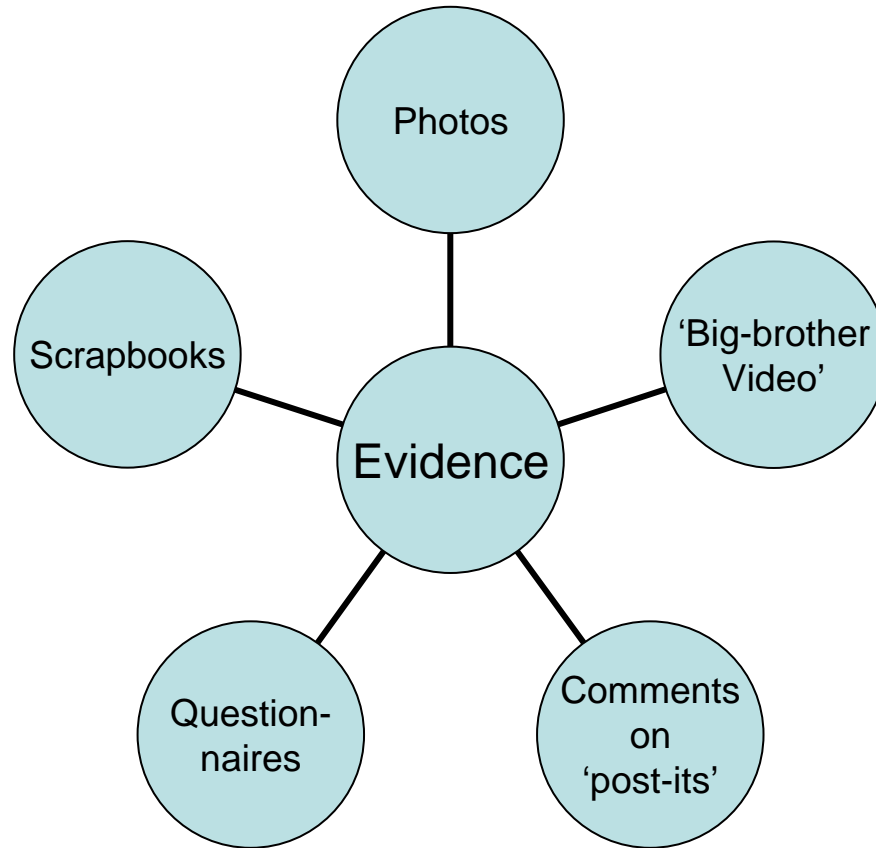 Photos
Scrapbooks
‘Big-brother
Video’
Evidence
Question-
naires
Comments
on
‘post-its’